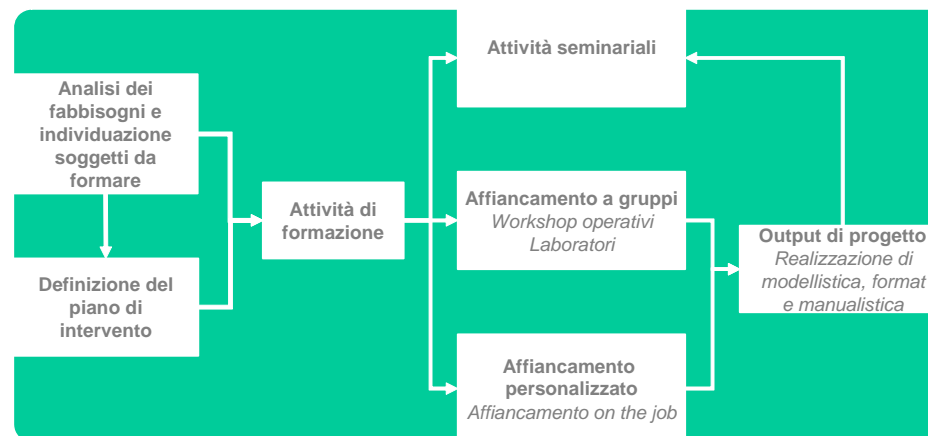 Analisi dei
fabbisogni e
individuazione
soggetti da
formare
Definizione del
piano di
intervento
Attività di
formazione
Attività seminariali
Affiancamento a gruppi
Workshop operativi
Laboratori
Affiancamento
personalizzato
Affiancamento on the job
Output di progetto
Realizzazione di
modellistica, format
e manualistica